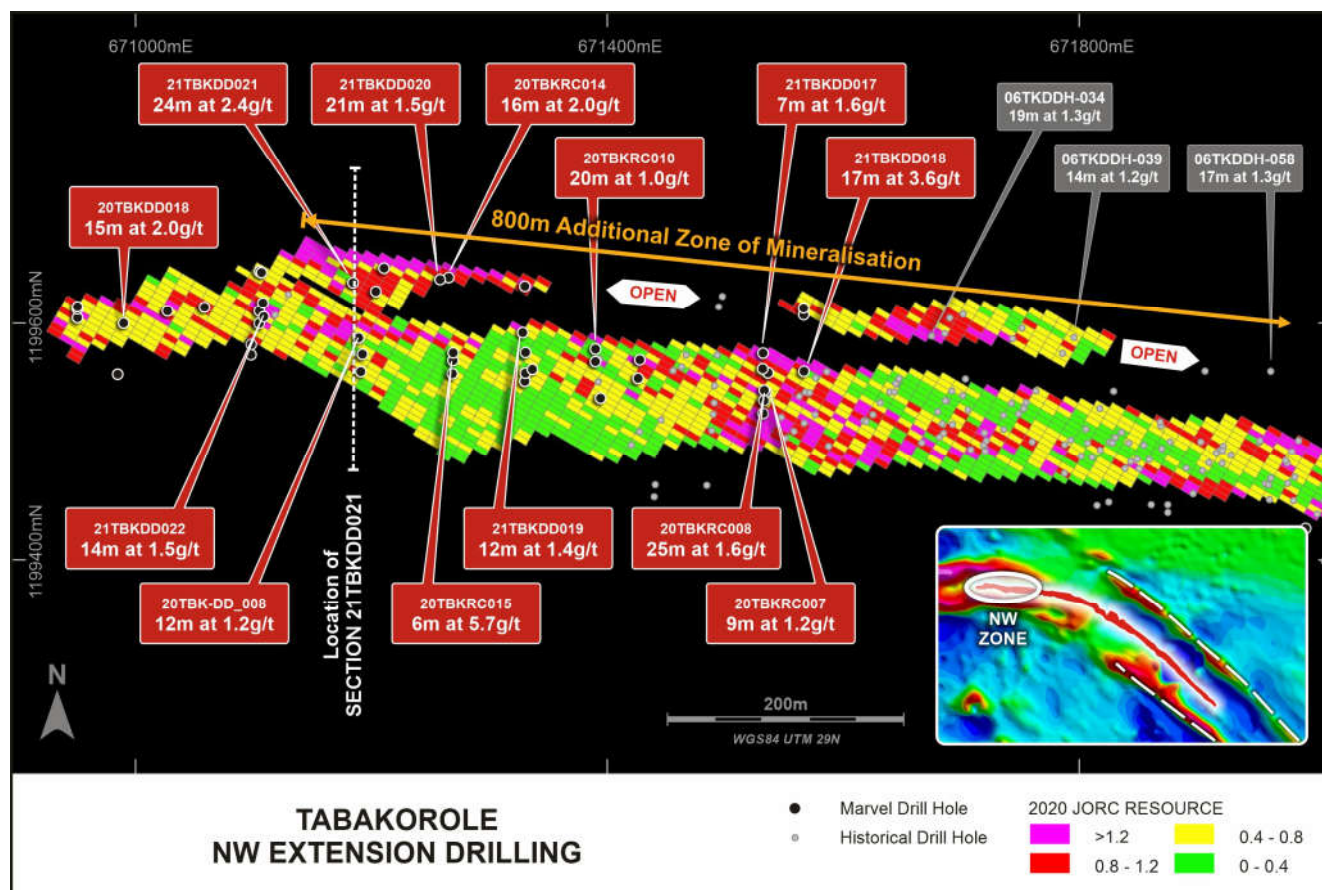 671000mE
671400mE
671800mE
21TBKDD021
24m at 2.4g/t
21TBKDD020
21m at 1.5g/t
20TBKRC014
16m at 2.0g/t
21TBKDD017
7m at 1.6g/t
06TKDDH-034
19m at 1.3g/t
20TBKRC010
20m at 1.0g/t
21TBKDD018
17m at 3.6g/t
06TKDDH-039
14m at 1.2g/t
06TKDDH-058
17m at 1.3g/t
20TBKDD018
15m at 2.0g/t
800m Additional Zone of Mineralisation
OPEN
OPEN
1199600mN
1199400mN
21TBKDD022
14m at 1.5g/t
20TBK-DD_008
12m at 1.2g/t
Location of
SECTION 21TBKDD021
20TBKRC015
6m at 5.7g/t
21TBKDD019
12m at 1.4g/t
20TBKRC008
25m at 1.6g/t
20TBKRC007
9m at 1.2g/t
NW
ZONE
N
200m
WGS84 UTM 29N
TABAKOROLE
NW EXTENSION DRILLING
Marvel Drill Hole
Historical Drill Hole
2020 JORC RESOURCE
>1.2
0.4 - 0.8
0.8 - 1.2
0 - 0.4